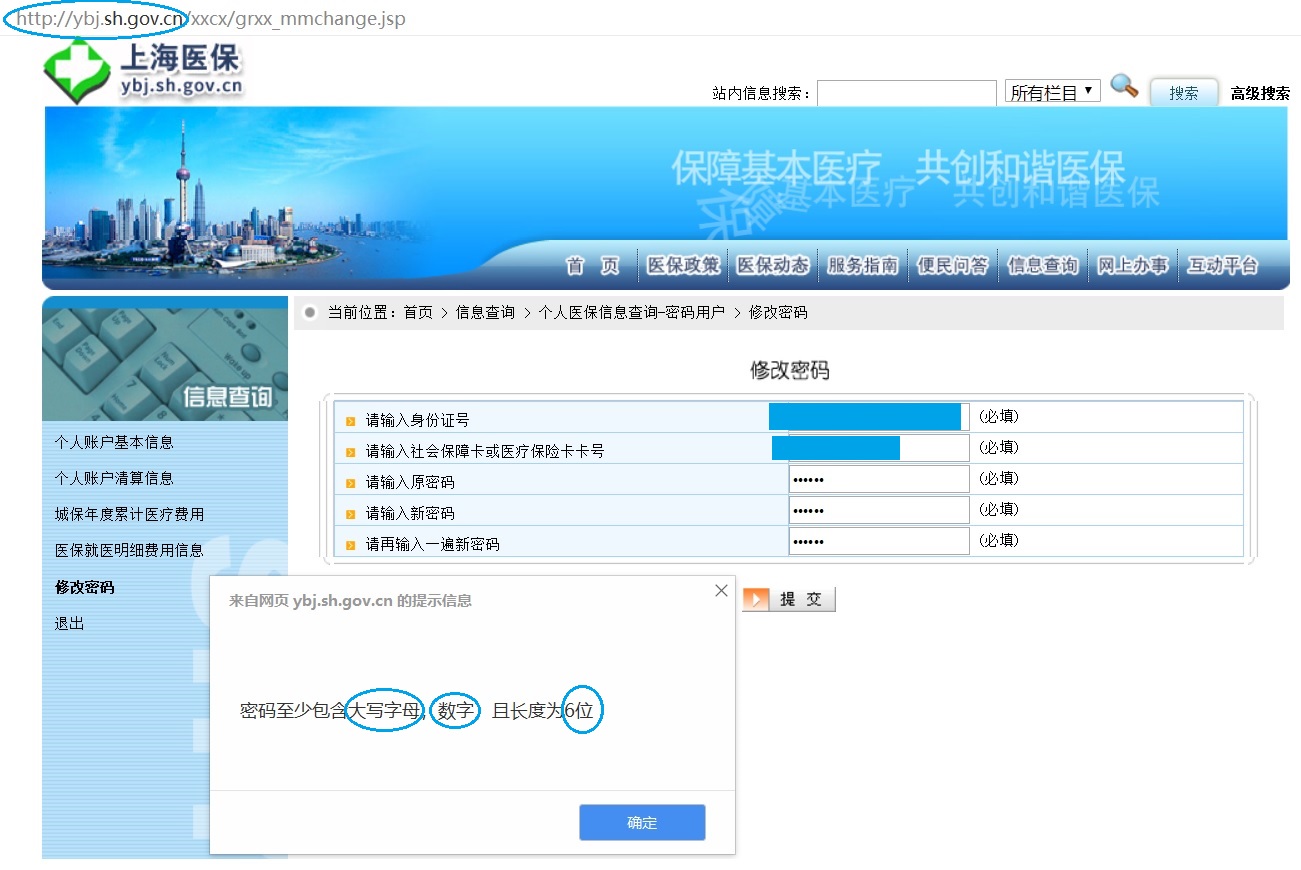 http://ybj.sh.gov.cn/xxcx/grxx_mmchange.jsp
上海医保
ybj.sh.gov.cn
站内信息搜索： 所有栏目 搜索 高级搜索
保障基本医疗 共创和谐医保
基本医疗 共创和谐医保
首 页 医保政策 医保动态 服务指南 便民问答 信息查询 网上办事 互动平台
当前位置：首页 > 信息查询 > 个人医保信息查询-密码用户 > 修改密码
信息查询
个人账户基本信息
个人账户清算信息
城保年度累计医疗费用
医保就医明细费用信息
修改密码
退出
修改密码
请输入身份证号 (必填)
请输入社会保障卡或医疗保险卡卡号 (必填)
请输入原密码 •••••• (必填)
请输入新密码 •••••• (必填)
请再输入一遍新密码 •••••• (必填)
提 交
来自网页 ybj.sh.gov.cn 的提示信息
密码至少包含大写字母，数字 且长度为6位
确定